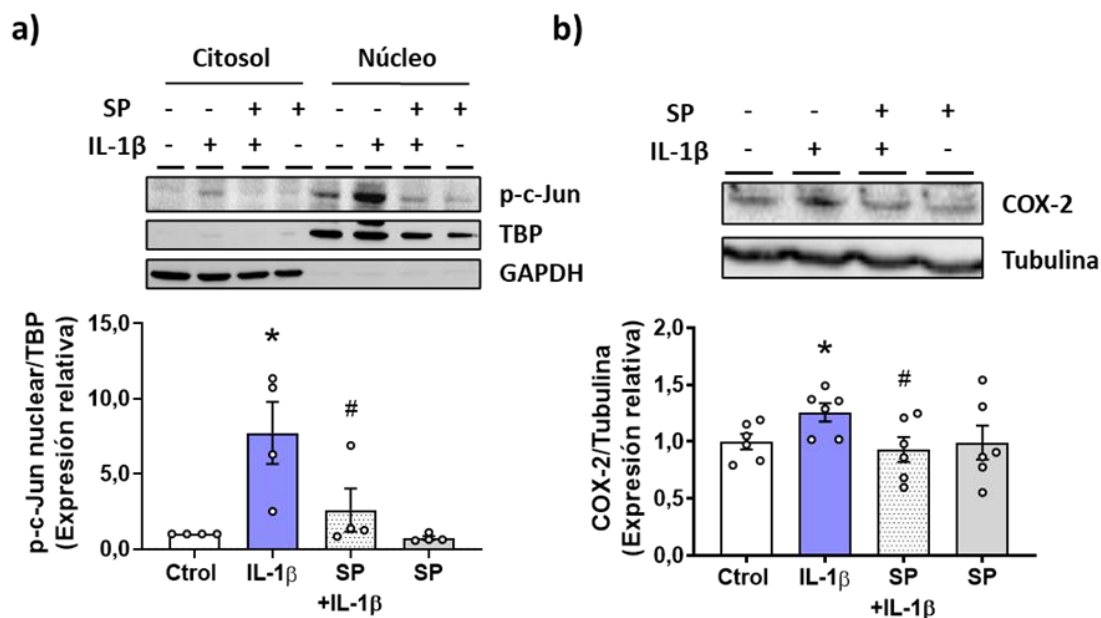 a)
Citosol Núcleo
SP - - + + - - + +
IL-1β - + + - - + + -
p-c-Jun
TBP
GAPDH
p-c-Jun nuclear/TBP
(Expresión relativa)
15,0
10,0
5,0
0,0
*
#
Ctrol IL-1β SP SP
+IL-1β
b)
SP - - + +
IL-1β - + + -
COX-2
Tubulina
COX-2/Tubulina
(Expresión relativa)
2,0
1,5
1,0
0,5
0,0
*
#
Ctrol IL-1β SP SP
+IL-1β